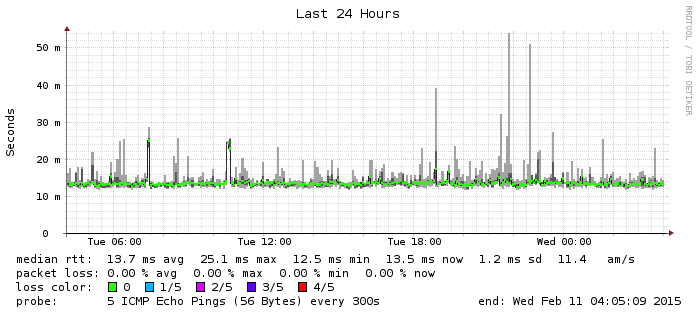 Last 24 Hours
RRDTOOL / TOBI OETIKER
Seconds
50 m
40 m
30 m
20 m
10 m
0
Tue 06:00 Tue 12:00 Tue 18:00 Wed 00:00
median rtt: 13.7 ms avg 25.1 ms max 12.5 ms min 13.5 ms now 1.2 ms sd 11.4 am/s
packet loss: 0.00 % avg 0.00 % max 0.00 % min 0.00 % now
loss color: 0 1/5 2/5 3/5 4/5
probe: 5 ICMP Echo Pings (56 Bytes) every 300s end: Wed Feb 11 04:05:09 2015